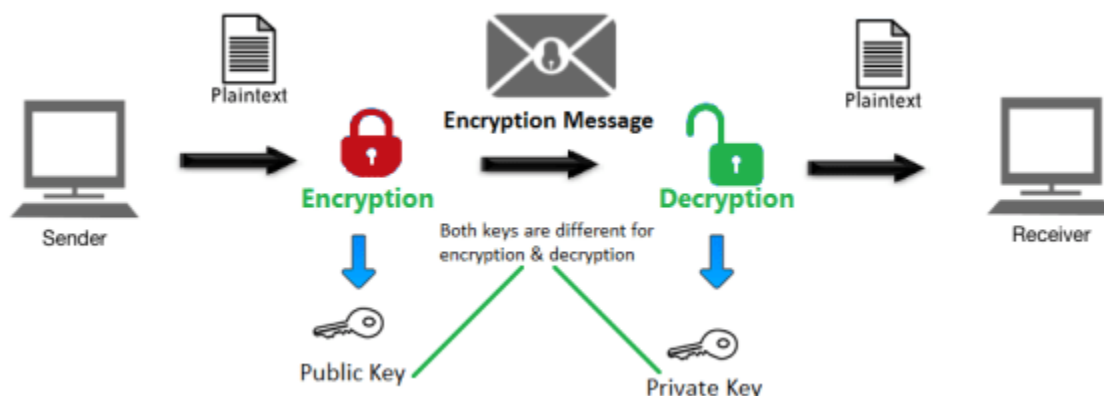 Plaintext
Plaintext
Encryption Message
Encryption
Decryption
Sender
Receiver
Both keys are different for
encryption & decryption
Public Key
Private Key